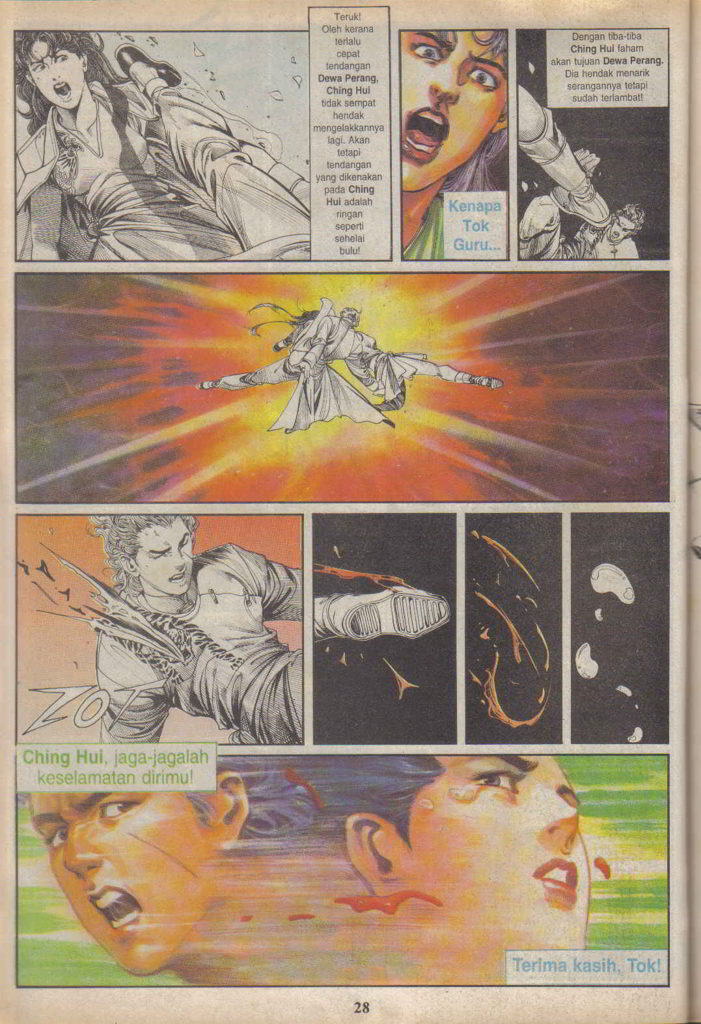 Teruk!
Oleh kerana
terlalu
cepat
tendangan
Dewa Perang,
Ching Hui
tidak sempat
hendak
mengelakkannya
lagi. Akan
tetapi
tendangan
yang dikenakan
pada Ching
Hui adalah
ringan
seperti
sehelai
bulu!
Kenapa
Tok
Guru...
Dengan tiba-tiba
Ching Hui faham
akan tujuan Dewa Perang.
Dia hendak menarik
serangannya tetapi
sudah terlambat!
ZOT
Ching Hui, jaga-jagalah
keselamatan dirimu!
Terima kasih, Tok!
28